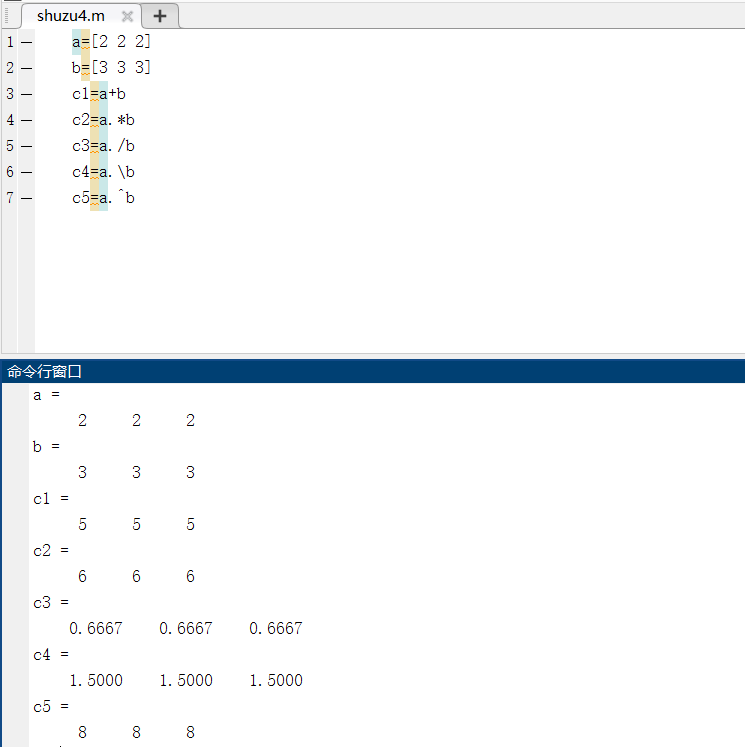 shuzu4.m
1 a=[2 2 2]
2 b=[3 3 3]
3 c1=a+b
4 c2=a.*b
5 c3=a./b
6 c4=a.\b
7 c5=a.^b
命令行窗口
a =
2 2 2
b =
3 3 3
c1 =
5 5 5
c2 =
6 6 6
c3 =
0.6667 0.6667 0.6667
c4 =
1.5000 1.5000 1.5000
c5 =
8 8 8